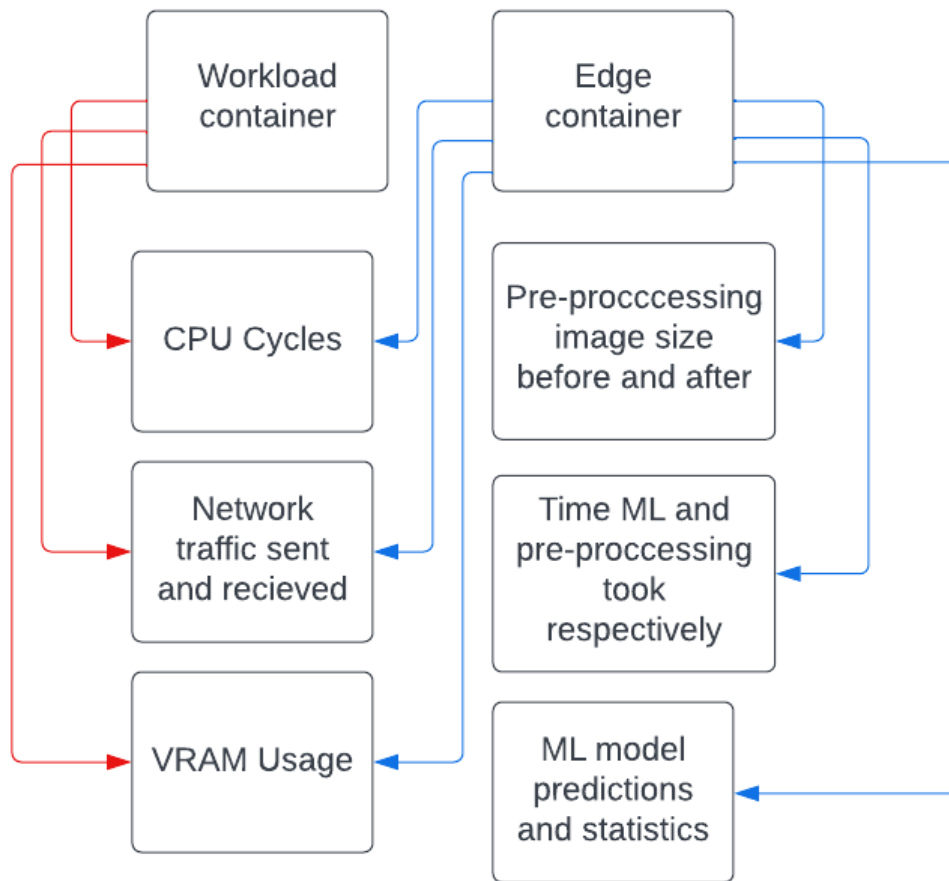 Workload
container
Edge
container
CPU Cycles
Pre-procccessing
image size
before and after
Network
traffic sent
and recieved
Time ML and
pre-proccessing
took
respectively
VRAM Usage
ML model
predictions
and statistics